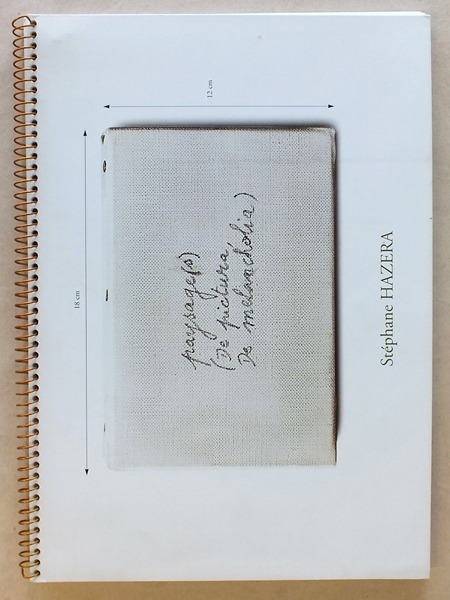 18 cm
12 cm
paysage(s)
(De pictura,
De melancholia)
Stéphane HAZERA